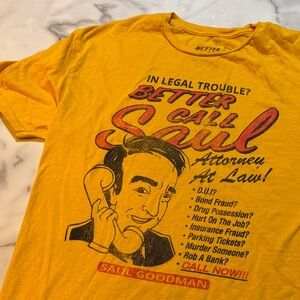 BETTER
IN LEGAL TROUBLE?
BETTER
CALL
Saul
Attorney
At Law!
• D.U.I?
• Bond Fraud?
• Drug Possession?
• Hurt On The Job?
• Insurance Fraud?
• Parking Tickets?
• Murder Someone?
• Rob A Bank?
CALL NOW!!!
SAUL GOODMAN